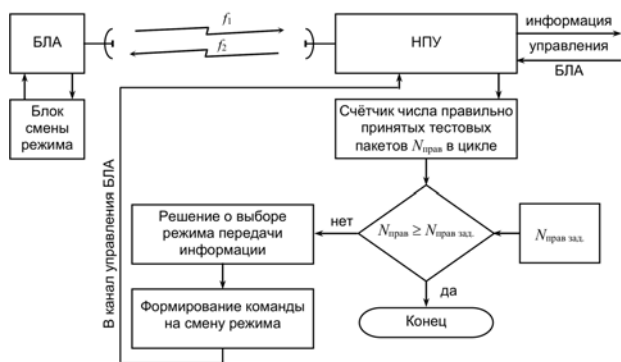 БЛА
f₁
f₂
НПУ
информация
управления
БЛА
Блок
смены
режима
Счётчик числа правильно
принятых тестовых
пакетов Nправ в цикле
В канал управления БЛА
Решение о выборе
режима передачи
информации
нет
Nправ ≥ Nправ зад.
Nправ зад.
да
Формирование команды
на смену режима
Конец